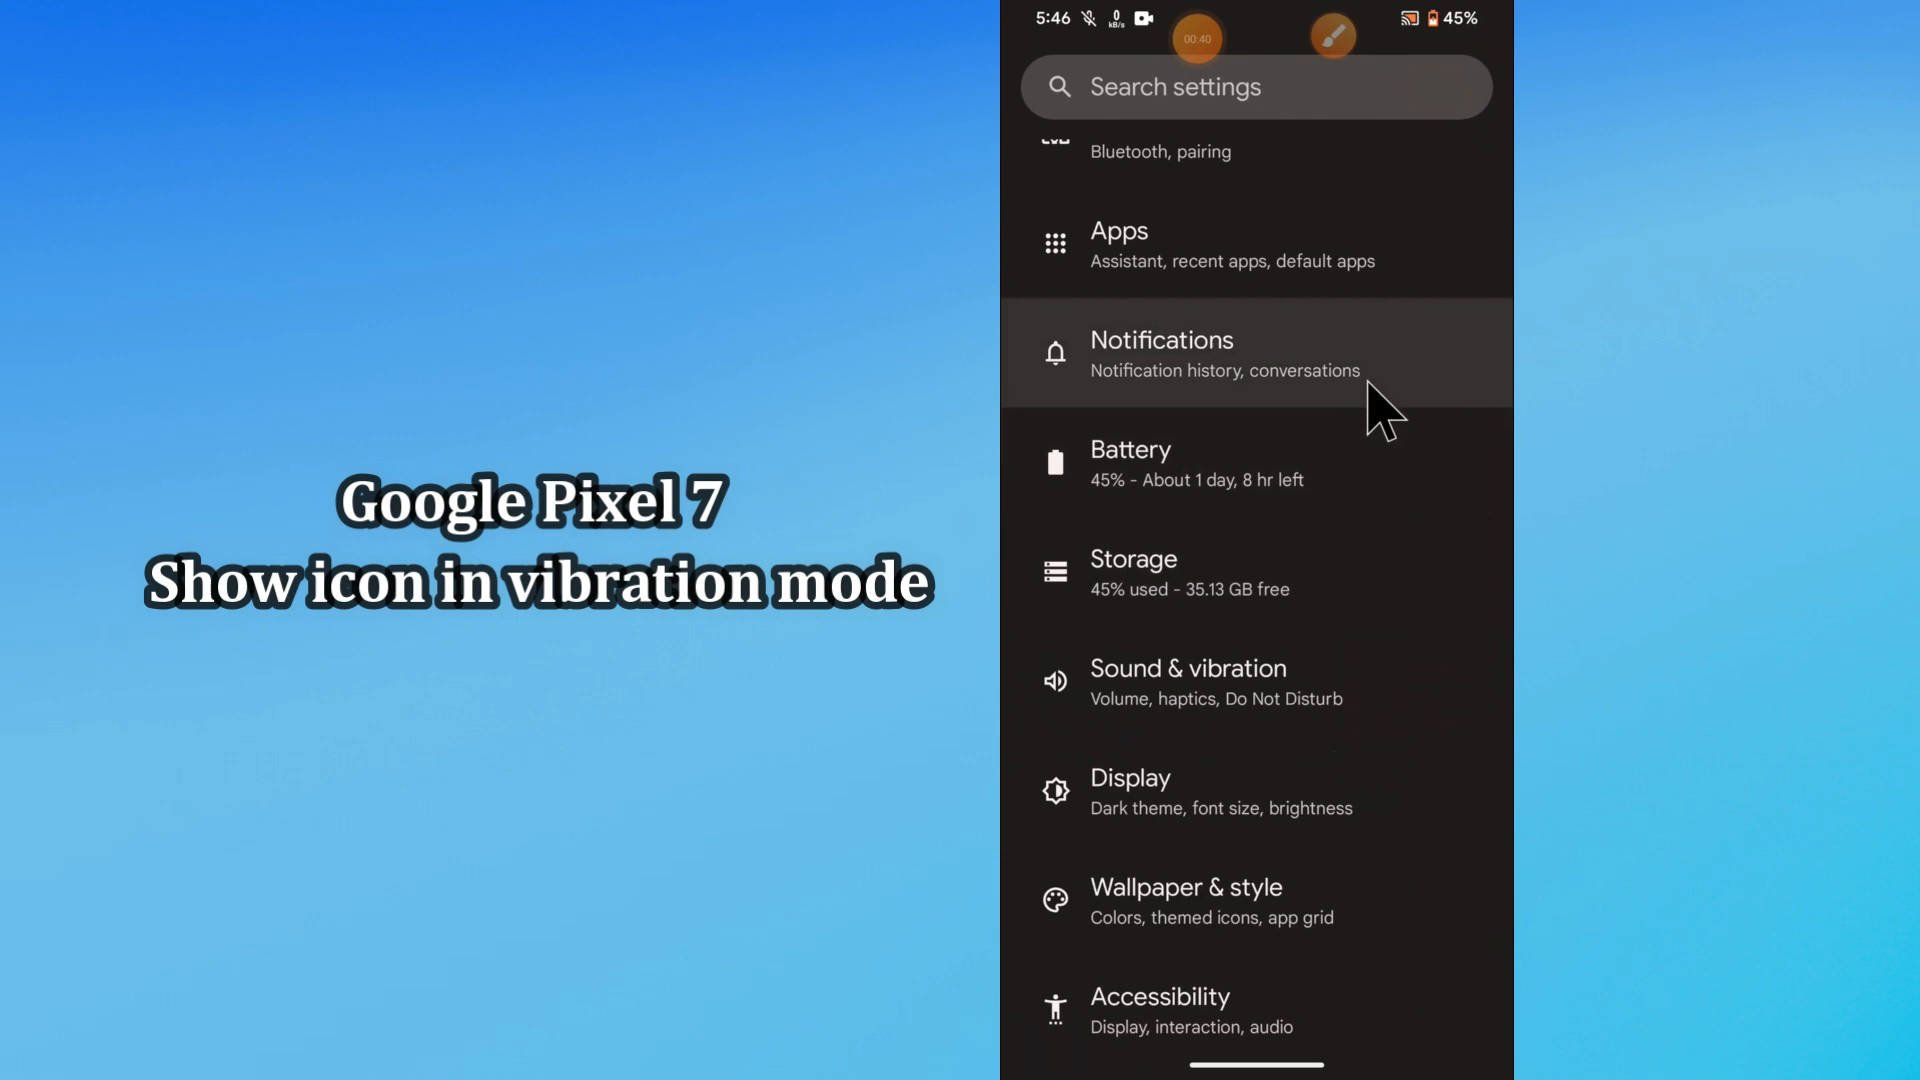 Google Pixel 7
Show icon in vibration mode
5:46 0 kB/s 45%
00:40
Search settings
Bluetooth, pairing
Apps
Assistant, recent apps, default apps
Notifications
Notification history, conversations
Battery
45% - About 1 day, 8 hr left
Storage
45% used - 35.13 GB free
Sound & vibration
Volume, haptics, Do Not Disturb
Display
Dark theme, font size, brightness
Wallpaper & style
Colors, themed icons, app grid
Accessibility
Display, interaction, audio